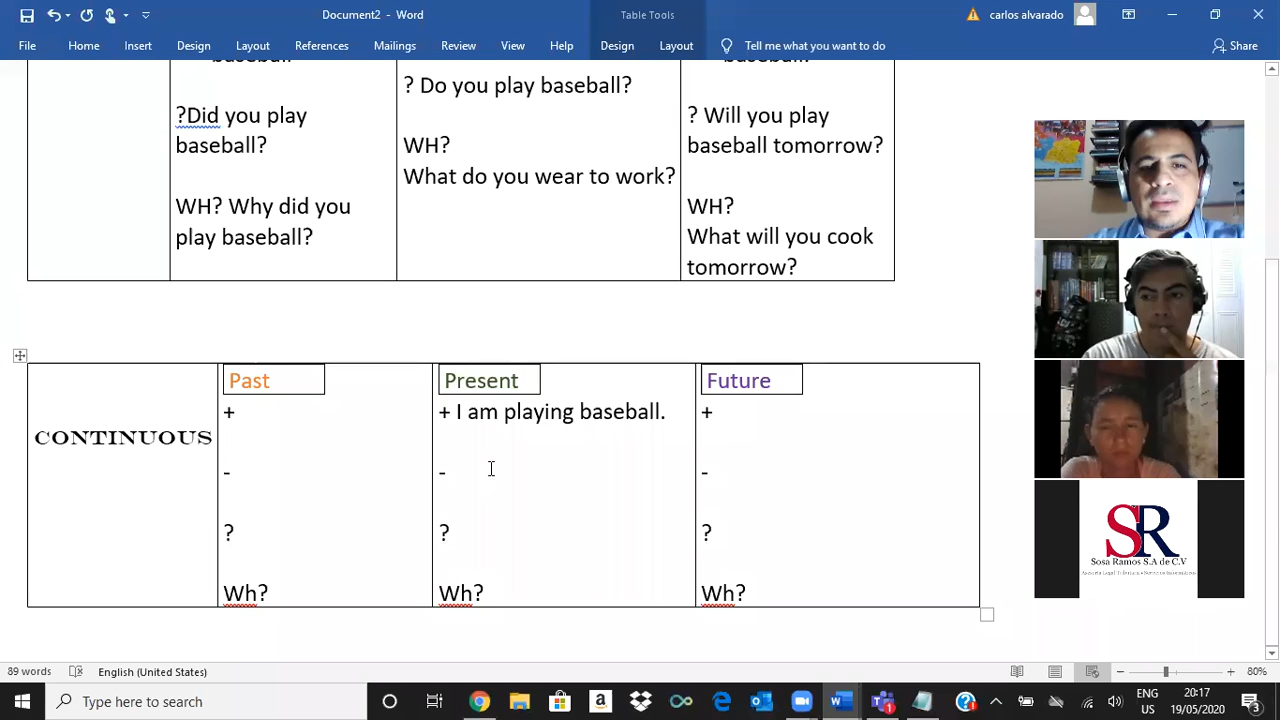 Document2 - Word
Table Tools
carlos alvarado
File Home Insert Design Layout References Mailings Review View Help Design Layout Tell me what you want to do Share
baseball
?Did you play
baseball?
WH? Why did you
play baseball?
? Do you play baseball?
WH?
What do you wear to work?
baseball.
? Will you play
baseball tomorrow?
WH?
What will you cook
tomorrow?
CONTINUOUS
Past
+
-
?
Wh?
Present
+ I am playing baseball.
-
?
Wh?
Future
+
-
?
Wh?
SR
Sosa Ramos S.A de C.V
89 words English (United States) 80%
Type here to search
ENG 20:17
US 19/05/2020